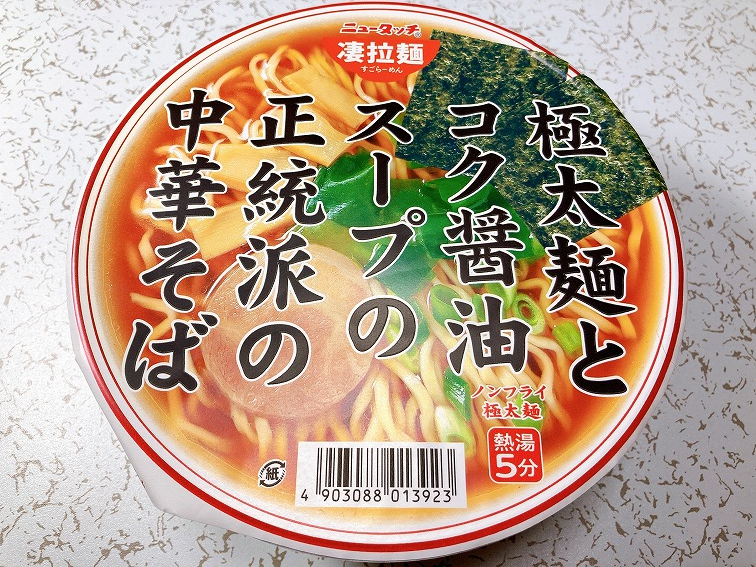 ニュータッチ®
凄拉麺
すごらーめん
極太麺と
コク醤油
スープの
正統派の
中華そば
ノンフライ
極太麺
熱湯
5分
紙
4 903088 013923